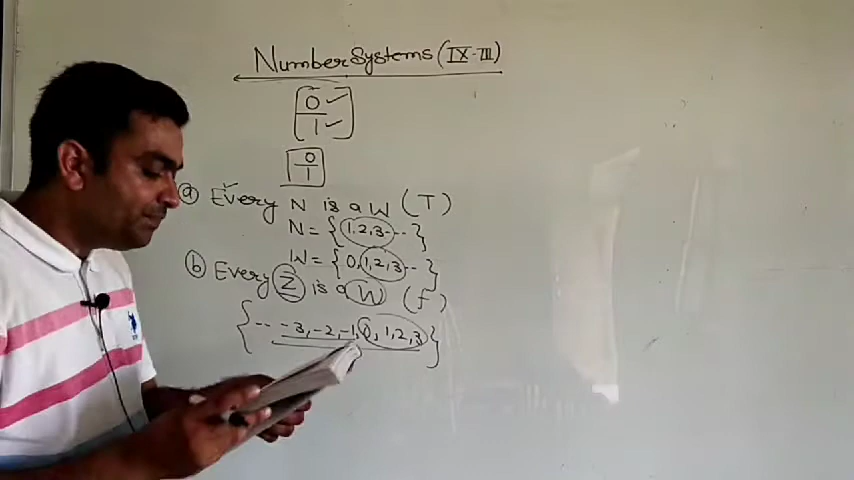 Number Systems (IX-III)
0
1
0
1
a Every N is a W (T)
N = {1,2,3---}
W = {0,1,2,3---}
b Every Z is a W (F)
{-- -3,-2,-1,0,1,2,3}